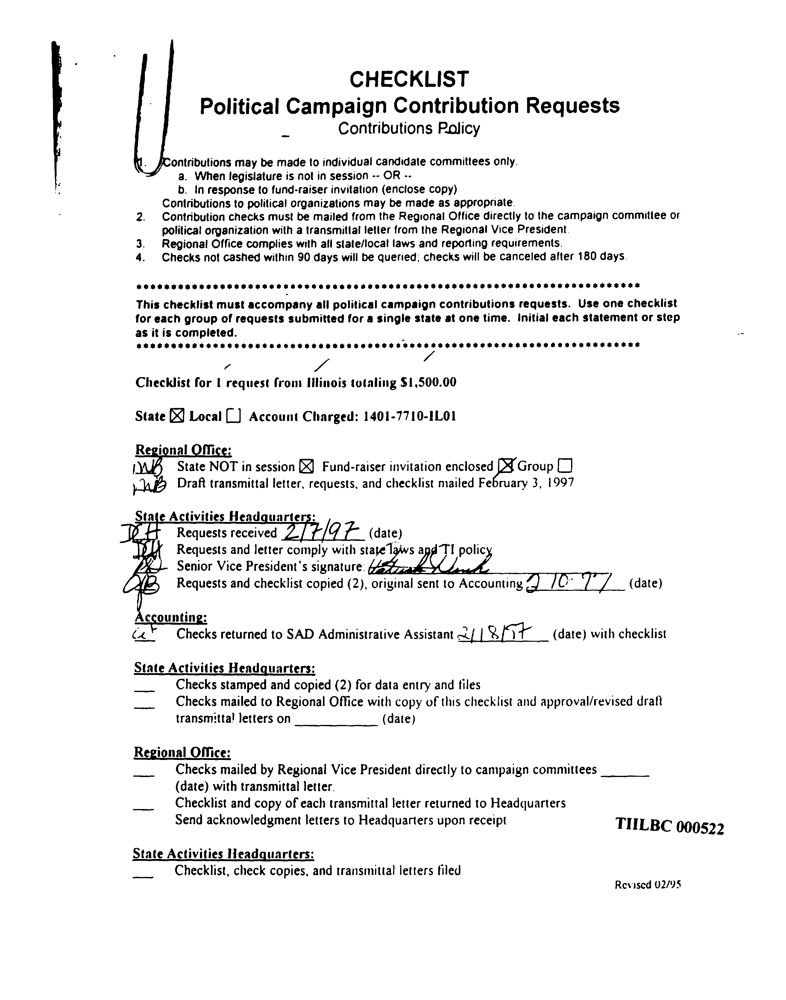 CHECKLIST
Political Campaign Contribution Requests
Contributions Policy
1. Contributions may be made to individual candidate committees only.
a. When legislature is not in session -- OR --
b. In response to fund-raiser invitation (enclose copy)
Contributions to political organizations may be made as appropriate.
2. Contribution checks must be mailed from the Regional Office directly to the campaign committee or
political organization with a transmittal letter from the Regional Vice President.
3. Regional Office complies with all state/local laws and reporting requirements.
4. Checks not cashed within 90 days will be queried; checks will be canceled after 180 days.
This checklist must accompany all political campaign contributions requests. Use one checklist
for each group of requests submitted for a single state at one time. Initial each statement or step
as it is completed.
Checklist for 1 request from Illinois totaling $1,500.00
State ☒ Local ☐ Account Charged: 1401-7710-IL01
Regional Office:
State NOT in session ☒ Fund-raiser invitation enclosed ☒ Group ☐
Draft transmittal letter, requests, and checklist mailed February 3, 1997
State Activities Headquarters:
Requests received 2/7/97 (date)
Requests and letter comply with state laws and TI policy
Senior Vice President's signature
Requests and checklist copied (2), original sent to Accounting 2 10 97 (date)
Accounting:
Checks returned to SAD Administrative Assistant 2/18/97 (date) with checklist
State Activities Headquarters:
___ Checks stamped and copied (2) for data entry and files
___ Checks mailed to Regional Office with copy of this checklist and approval/revised draft
transmittal letters on ____________ (date)
Regional Office:
___ Checks mailed by Regional Vice President directly to campaign committees _______
(date) with transmittal letter.
___ Checklist and copy of each transmittal letter returned to Headquarters
Send acknowledgment letters to Headquarters upon receipt
TIILBC 000522
State Activities Headquarters:
___ Checklist, check copies, and transmittal letters filed
Revised 02/95